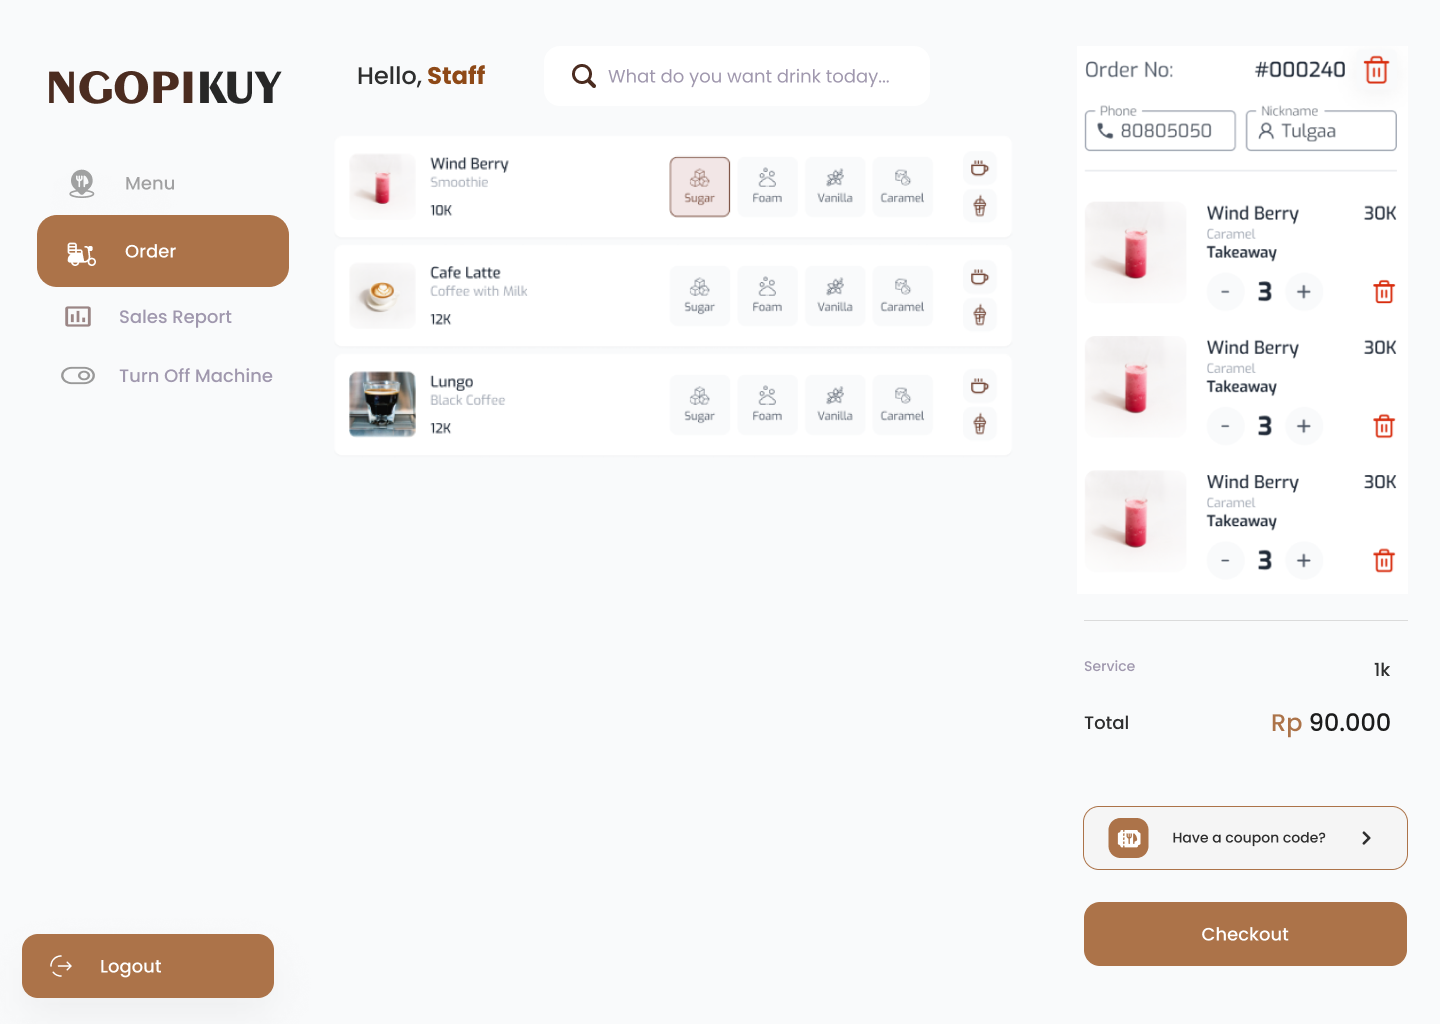 NGOPIKUY
Menu
Order
Sales Report
Turn Off Machine
Logout
Hello, Staff
What do you want drink today...
Wind Berry
Smoothie
10K
Sugar
Foam
Vanilla
Caramel
Cafe Latte
Coffee with Milk
12K
Sugar
Foam
Vanilla
Caramel
Lungo
Black Coffee
12K
Sugar
Foam
Vanilla
Caramel
Order No: #000240
Phone
80805050
Nickname
Tulgaa
Wind Berry 30K
Caramel
Takeaway
- 3 +
Wind Berry 30K
Caramel
Takeaway
- 3 +
Wind Berry 30K
Caramel
Takeaway
- 3 +
Service 1k
Total Rp 90.000
Have a coupon code?
Checkout